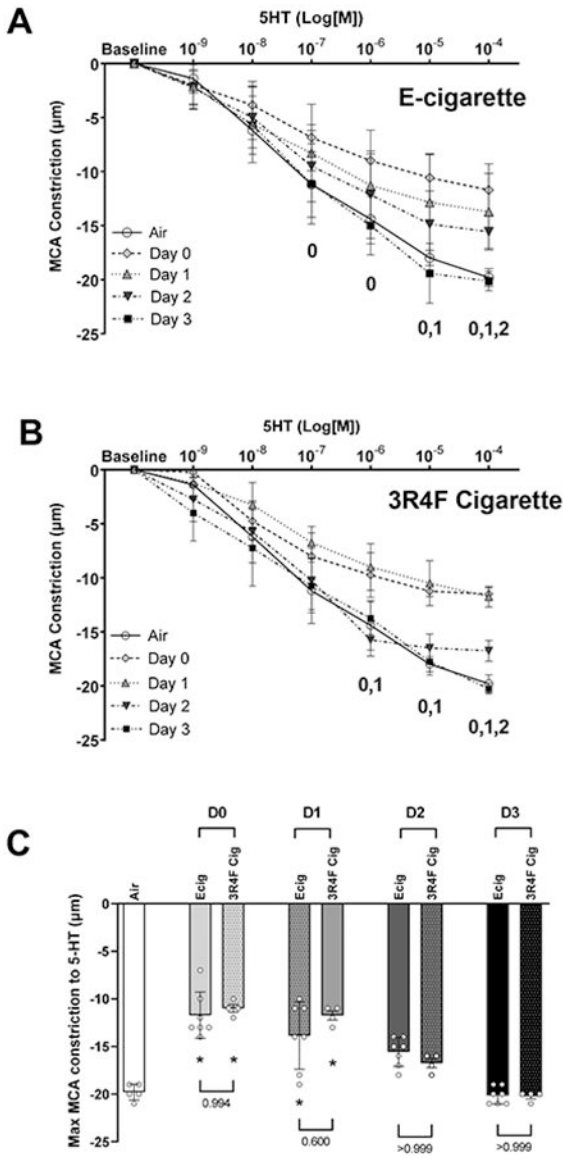 A
5HT (Log[M])
Baseline 10⁻⁹ 10⁻⁸ 10⁻⁷ 10⁻⁶ 10⁻⁵ 10⁻⁴
E-cigarette
MCA Constriction (µm)
0
-5
-10
-15
-20
-25
Air
Day 0
Day 1
Day 2
Day 3
0
0
0,1
0,1,2
B
5HT (Log[M])
Baseline 10⁻⁹ 10⁻⁸ 10⁻⁷ 10⁻⁶ 10⁻⁵ 10⁻⁴
3R4F Cigarette
MCA Constriction (µm)
0
-5
-10
-15
-20
-25
Air
Day 0
Day 1
Day 2
Day 3
0,1
0,1
0,1,2
C
D0 D1 D2 D3
Air Ecig 3R4F Cig Ecig 3R4F Cig Ecig 3R4F Cig Ecig 3R4F Cig
Max MCA constriction to 5-HT (µm)
0
-5
-10
-15
-20
-25
* *
* *
0.994
0.600
>0.999
>0.999